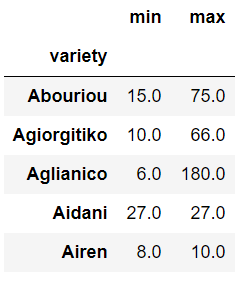 min max
variety
Abouriou 15.0 75.0
Agiorgitiko 10.0 66.0
Aglianico 6.0 180.0
Aidani 27.0 27.0
Airen 8.0 10.0